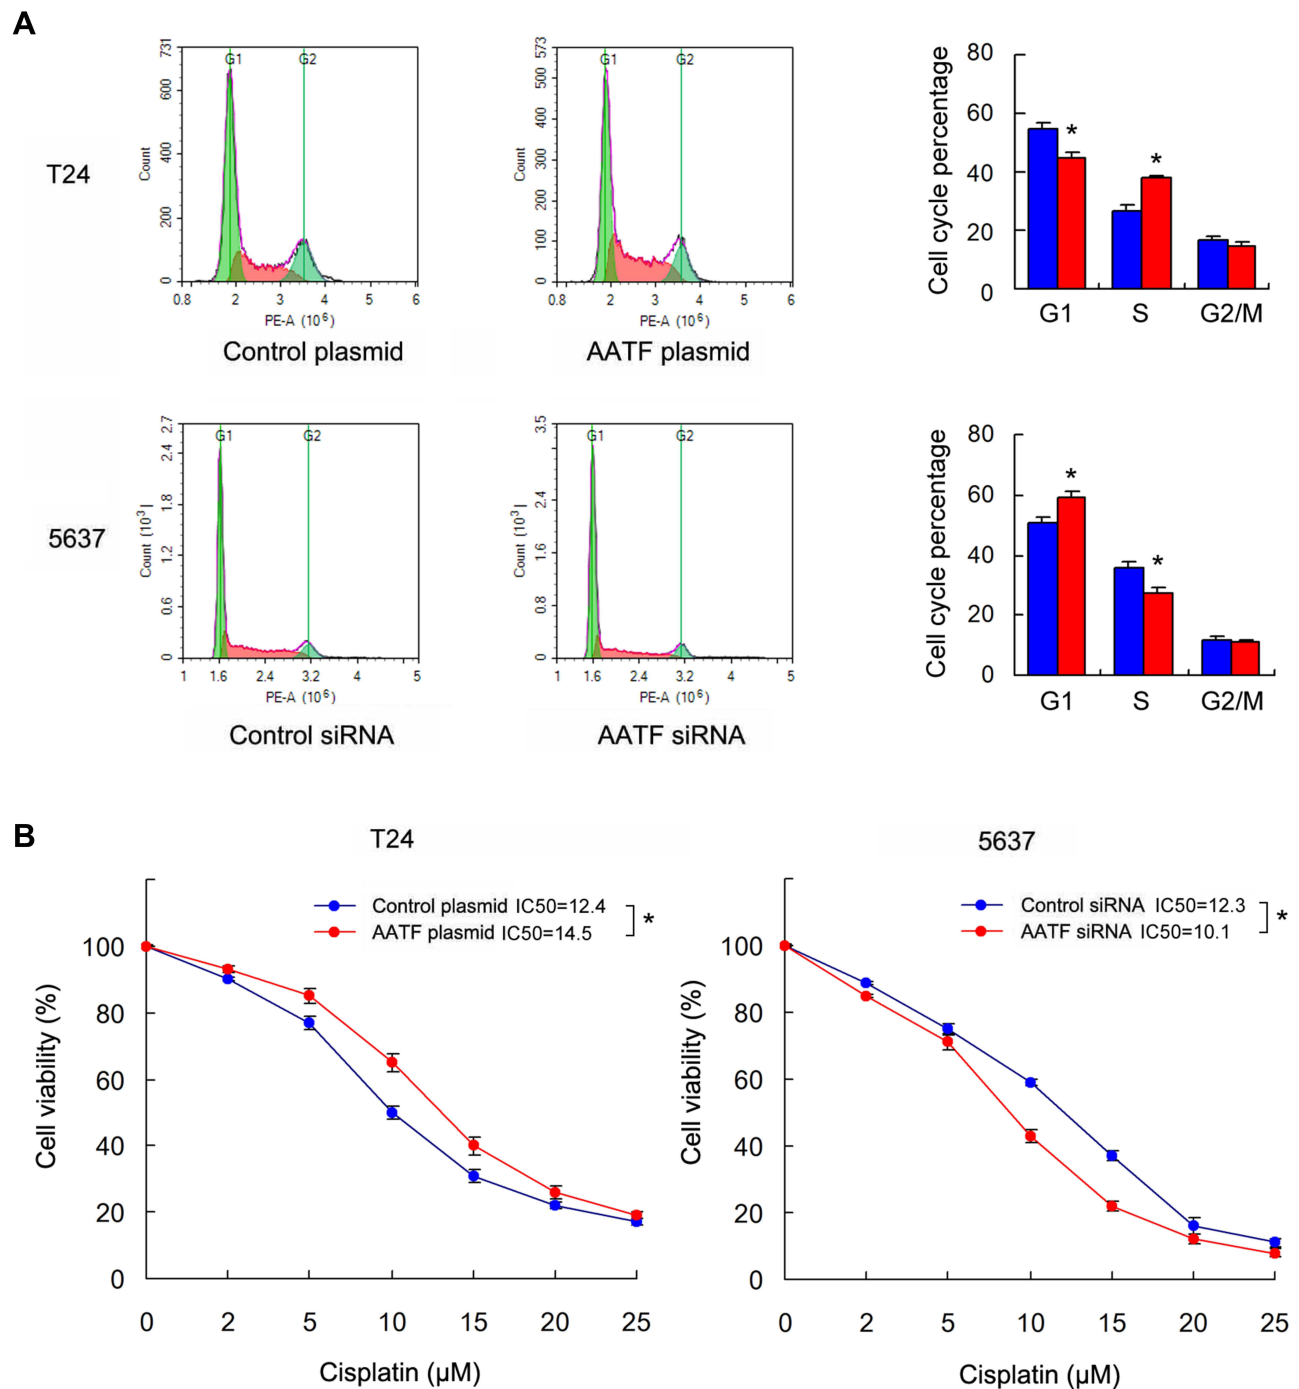 A
T24
731
600
400
200
0
Count
G1 G2
0.8 2 3 4 5 6
PE-A (10⁶)
Control plasmid
573
500
400
300
200
100
0
Count
G1 G2
0.8 2 3 4 5 6
PE-A (10⁶)
AATF plasmid
Cell cycle percentage
80
60
40
20
0
* *
G1 S G2/M
5637
2.7
2.4
1.8
1.2
0.6
0
Count (10³)
G1 G2
1 1.6 2.4 3.2 4 5
PE-A (10⁶)
Control siRNA
3.5
2.4
1.6
0.8
0
Count (10³)
G1 G2
1 1.6 2.4 3.2 4 5
PE-A (10⁶)
AATF siRNA
Cell cycle percentage
80
60
40
20
0
* *
G1 S G2/M
B
T24
Control plasmid IC50=12.4
AATF plasmid IC50=14.5
*
Cell viability (%)
100
80
60
40
20
0
0 2 5 10 15 20 25
Cisplatin (µM)
5637
Control siRNA IC50=12.3
AATF siRNA IC50=10.1
*
Cell viability (%)
100
80
60
40
20
0
0 2 5 10 15 20 25
Cisplatin (µM)